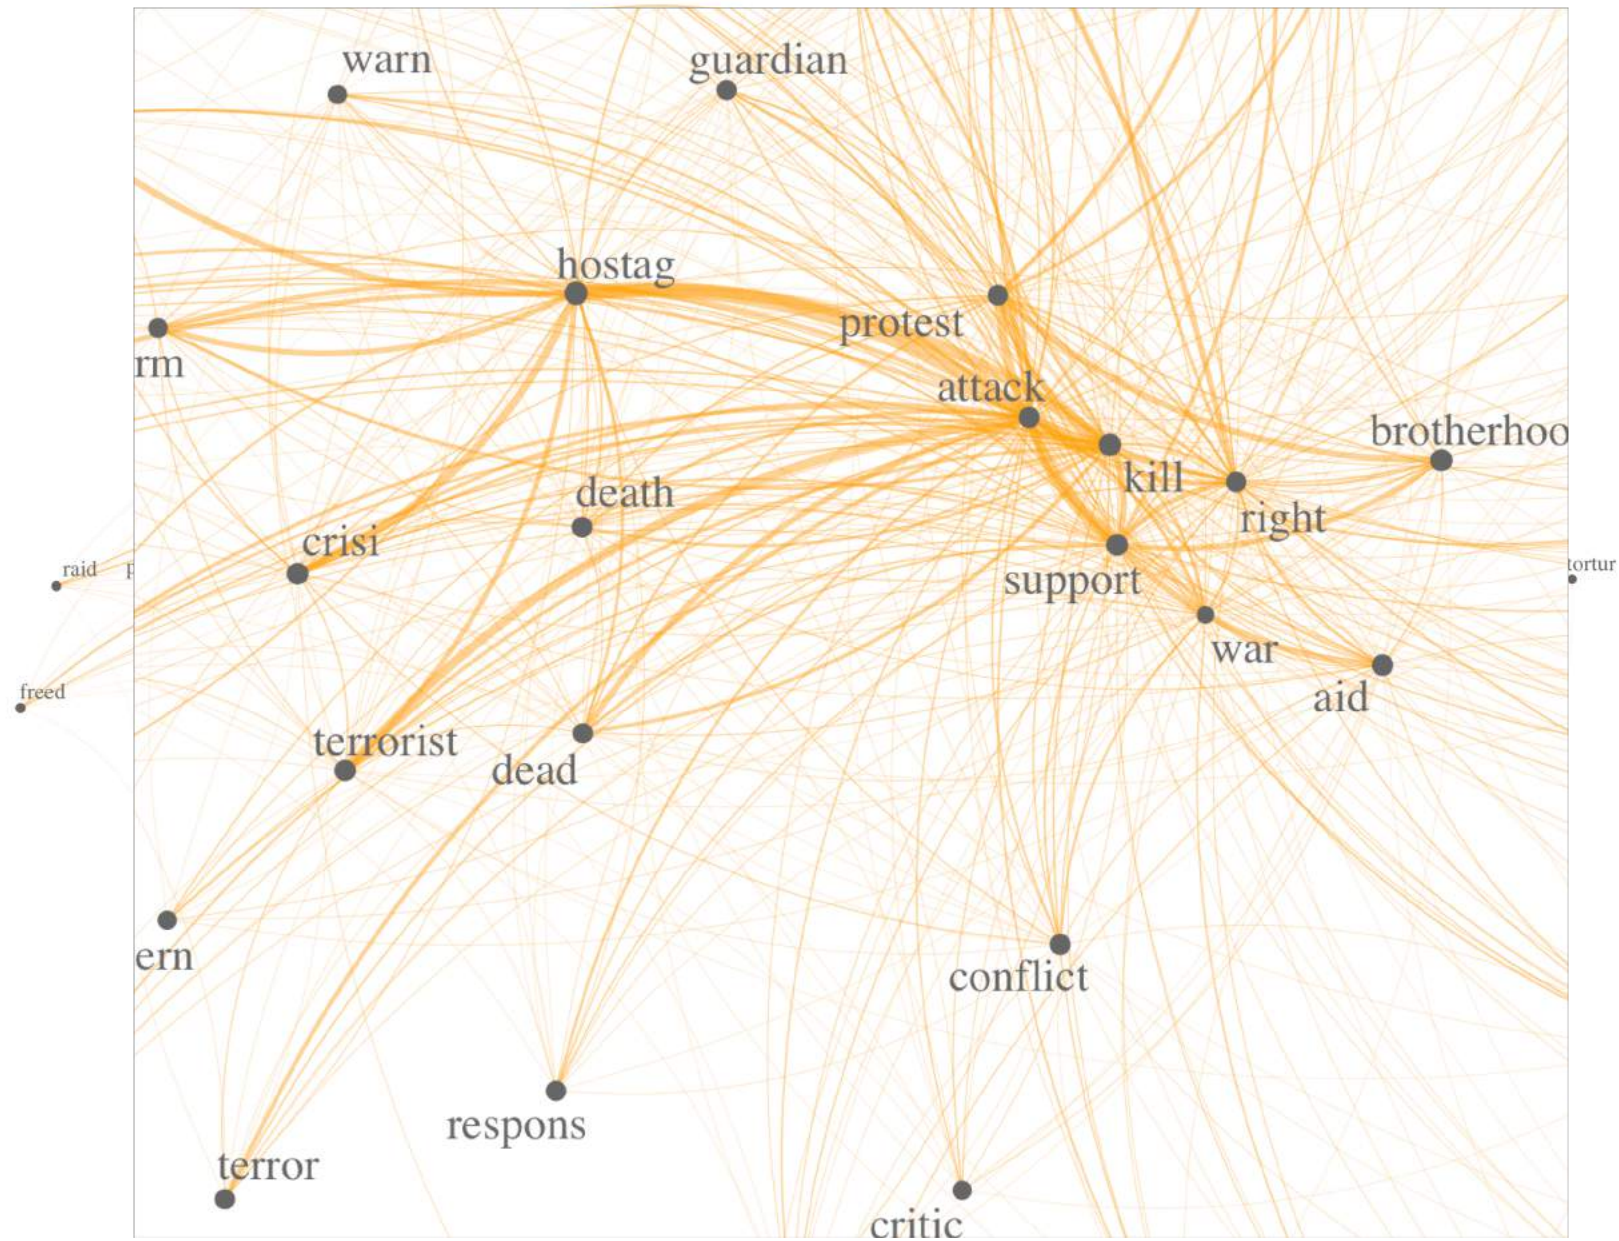 warn
guardian
hostag
protest
rm
attack
brotherhoo
kill
death
right
crisi
raid
p
tortur
support
war
freed
aid
terrorist
dead
ern
conflict
respons
terror
critic